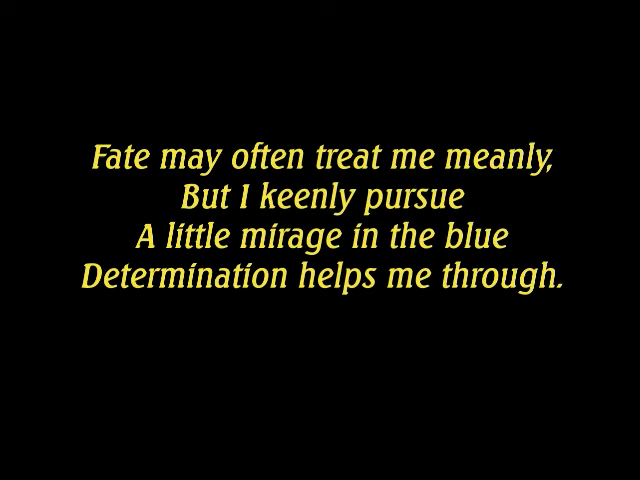 Fate may often treat me meanly,
But I keenly pursue
A little mirage in the blue
Determination helps me through.